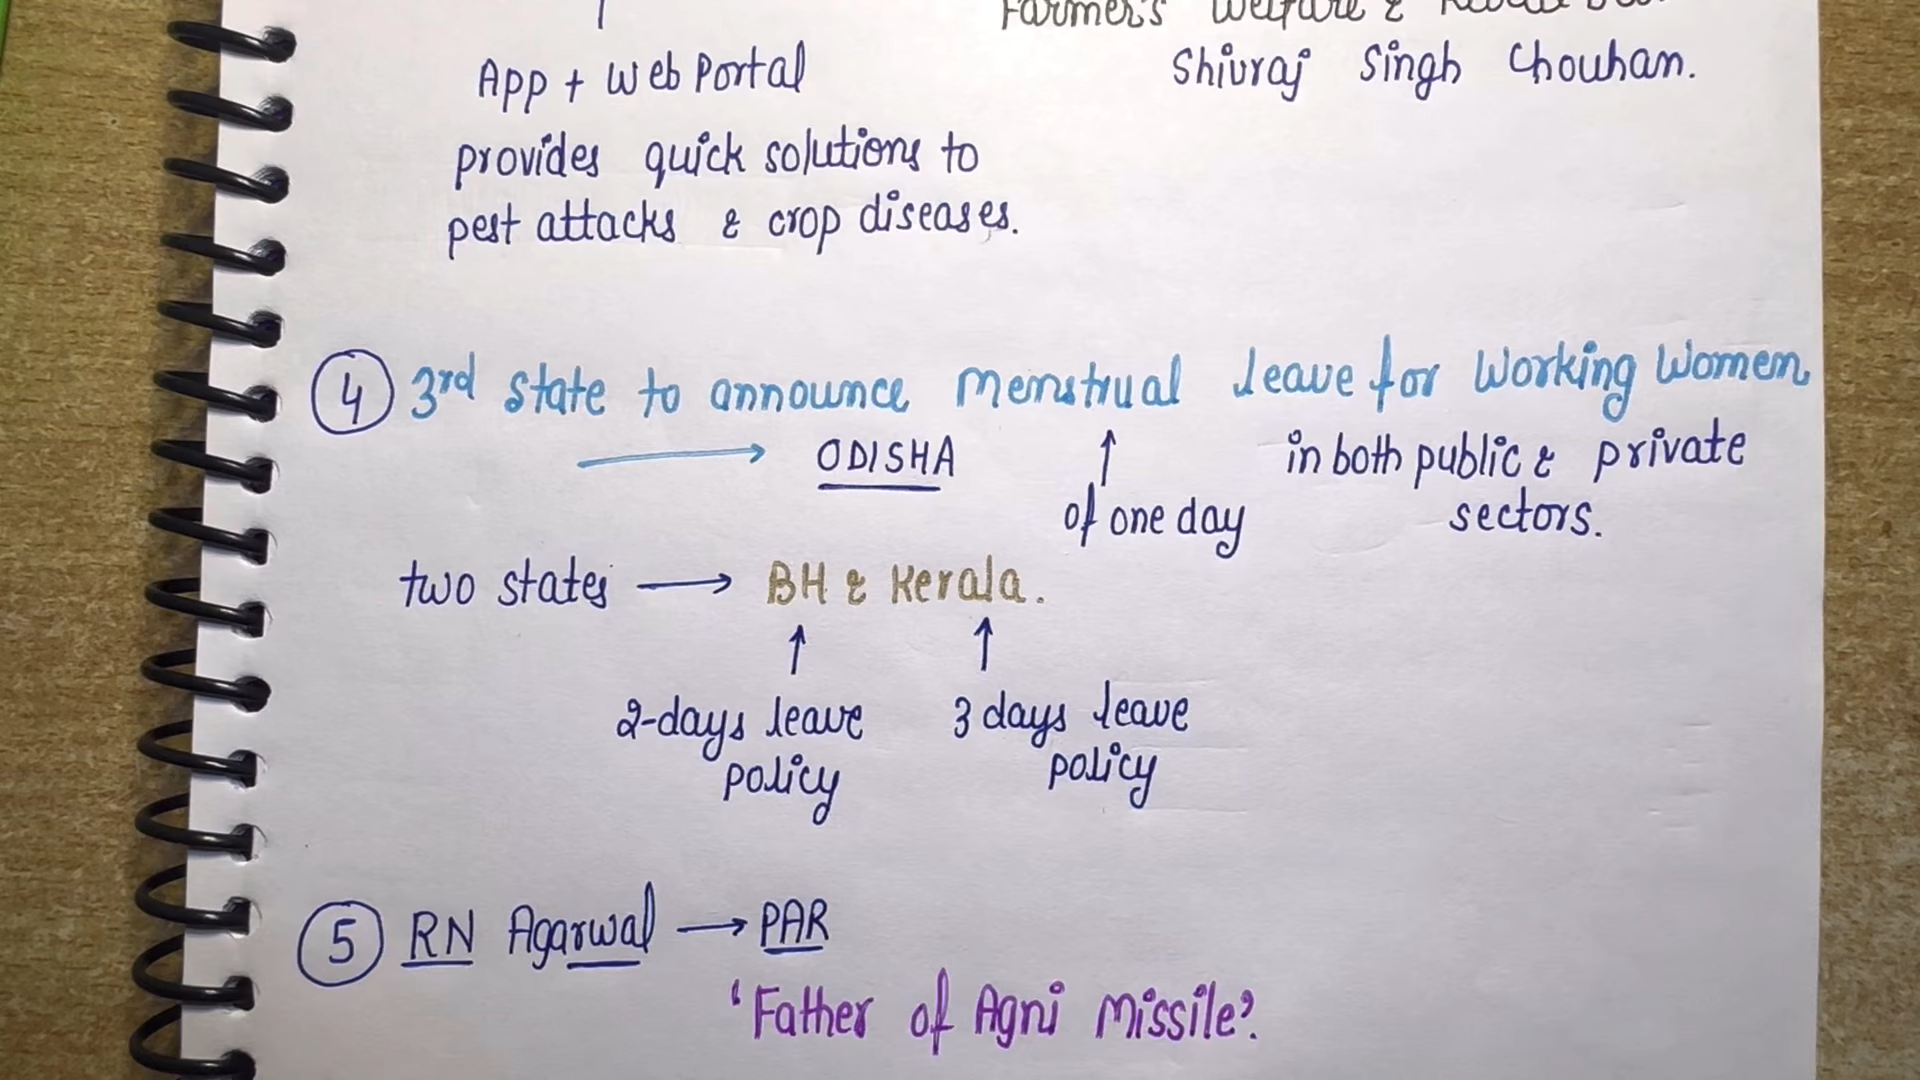 Farmer's Welfare &
App + Web Portal
Shivraj Singh Chouhan.
provides quick solutions to
pest attacks & crop diseases.
4 3rd state to announce Menstrual leave for Working Women
→ ODISHA
↑
of one day
in both public & private
sectors.
two states → BH & Kerala.
↑ ↑
2-days leave policy
3 days leave policy
5 RN Agarwal → PAR
'Father of Agni Missile'.